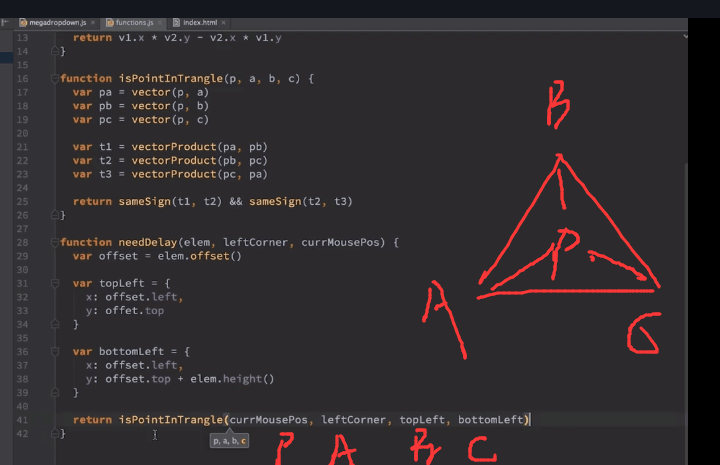 megadropdown.js × functions.js × index.html ×
13 return v1.x * v2.y - v2.x * v1.y
14 }
15
16 function isPointInTrangle(p, a, b, c) {
17 var pa = vector(p, a)
18 var pb = vector(p, b)
19 var pc = vector(p, c)
20
21 var t1 = vectorProduct(pa, pb)
22 var t2 = vectorProduct(pb, pc)
23 var t3 = vectorProduct(pc, pa)
24
25 return sameSign(t1, t2) && sameSign(t2, t3)
26 }
27
28 function needDelay(elem, leftCorner, currMousePos) {
29 var offset = elem.offset()
30
31 var topLeft = {
32 x: offset.left,
33 y: offet.top
34 }
35
36 var bottomLeft = {
37 x: offset.left,
38 y: offset.top + elem.height()
39 }
40
41 return isPointInTrangle(currMousePos, leftCorner, topLeft, bottomLeft)
42 }
p, a, b, c
B
P
A
P A B C